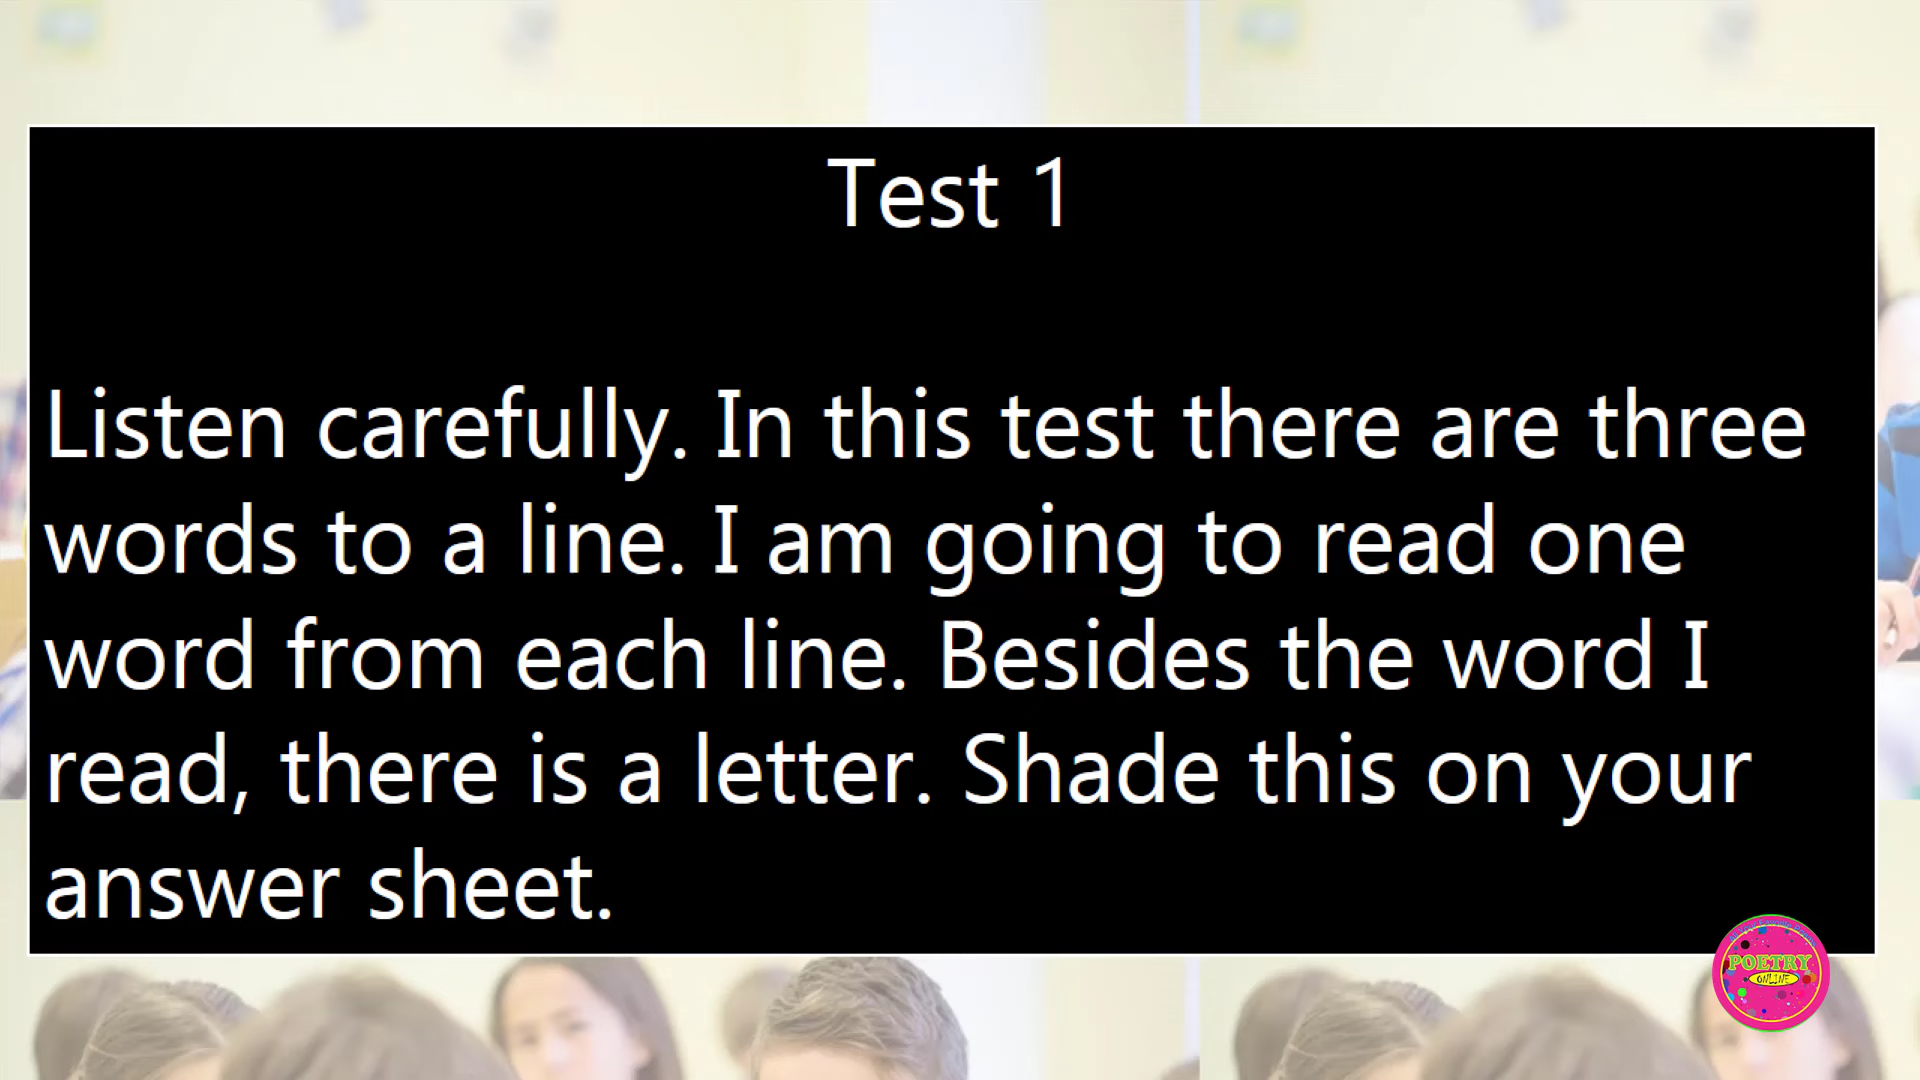 Test 1
Listen carefully. In this test there are three
words to a line. I am going to read one
word from each line. Besides the word I
read, there is a letter. Shade this on your
answer sheet.
POETRY
ONLINE